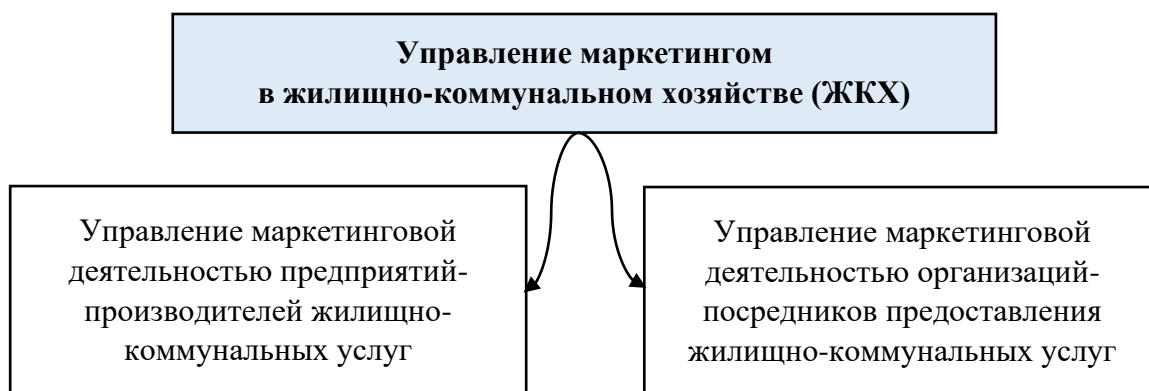 Управление маркетингом
в жилищно-коммунальном хозяйстве (ЖКХ)
Управление маркетинговой
деятельностью предприятий-
производителей жилищно-
коммунальных услуг
Управление маркетинговой
деятельностью организаций-
посредников предоставления
жилищно-коммунальных услуг